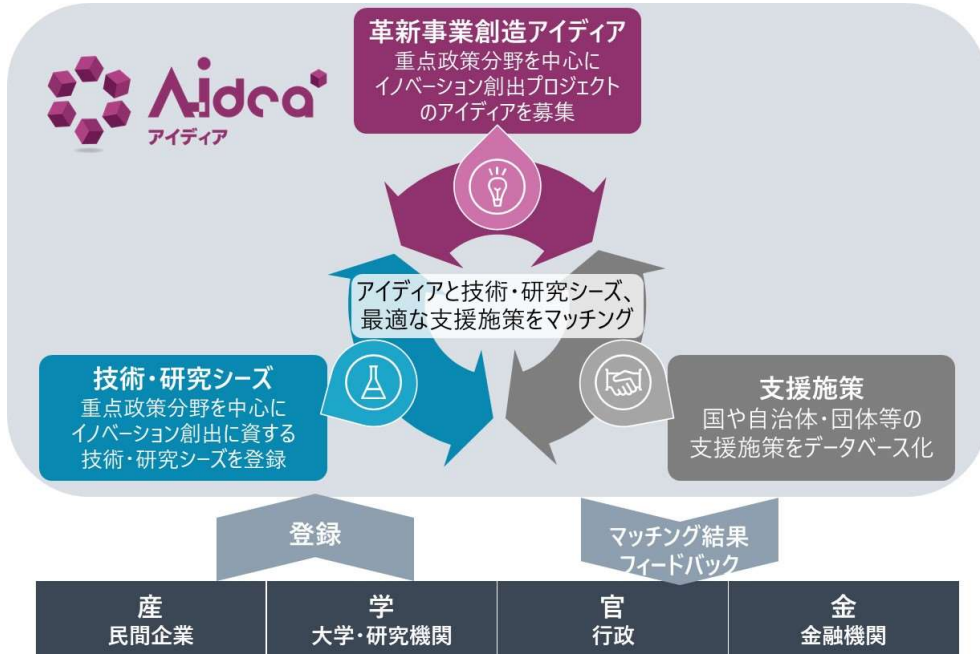 革新事業創造アイディア
重点政策分野を中心に
イノベーション創出プロジェクト
のアイディアを募集
Aidea
アイディア
アイディアと技術・研究シーズ、
最適な支援施策をマッチング
技術・研究シーズ
重点政策分野を中心に
イノベーション創出に資する
技術・研究シーズを登録
支援施策
国や自治体・団体等の
支援施策をデータベース化
登録
マッチング結果
フィードバック
産
民間企業
学
大学・研究機関
官
行政
金
金融機関